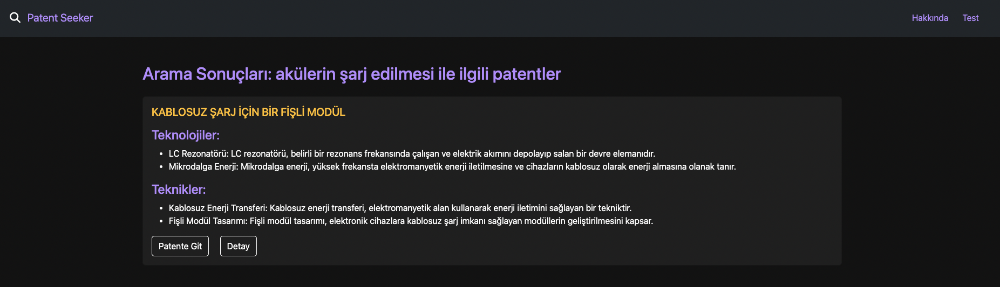 Patent Seeker
Hakkında
Test
Arama Sonuçları: akülerin şarj edilmesi ile ilgili patentler
KABLOSUZ ŞARJ İÇİN BİR FİŞLİ MODÜL
Teknolojiler:
• LC Rezonatörü: LC rezonatörü, belirli bir rezonans frekansında çalışan ve elektrik akımını depolayıp salan bir devre elemanıdır.
• Mikrodalga Enerji: Mikrodalga enerji, yüksek frekansta elektromanyetik enerji iletilmesine ve cihazların kablosuz olarak enerji almasına olanak tanır.
Teknikler:
• Kablosuz Enerji Transferi: Kablosuz enerji transferi, elektromanyetik alan kullanarak enerji iletimini sağlayan bir tekniktir.
• Fişli Modül Tasarımı: Fişli modül tasarımı, elektronik cihazlara kablosuz şarj imkanı sağlayan modüllerin geliştirilmesini kapsar.
Patente Git
Detay